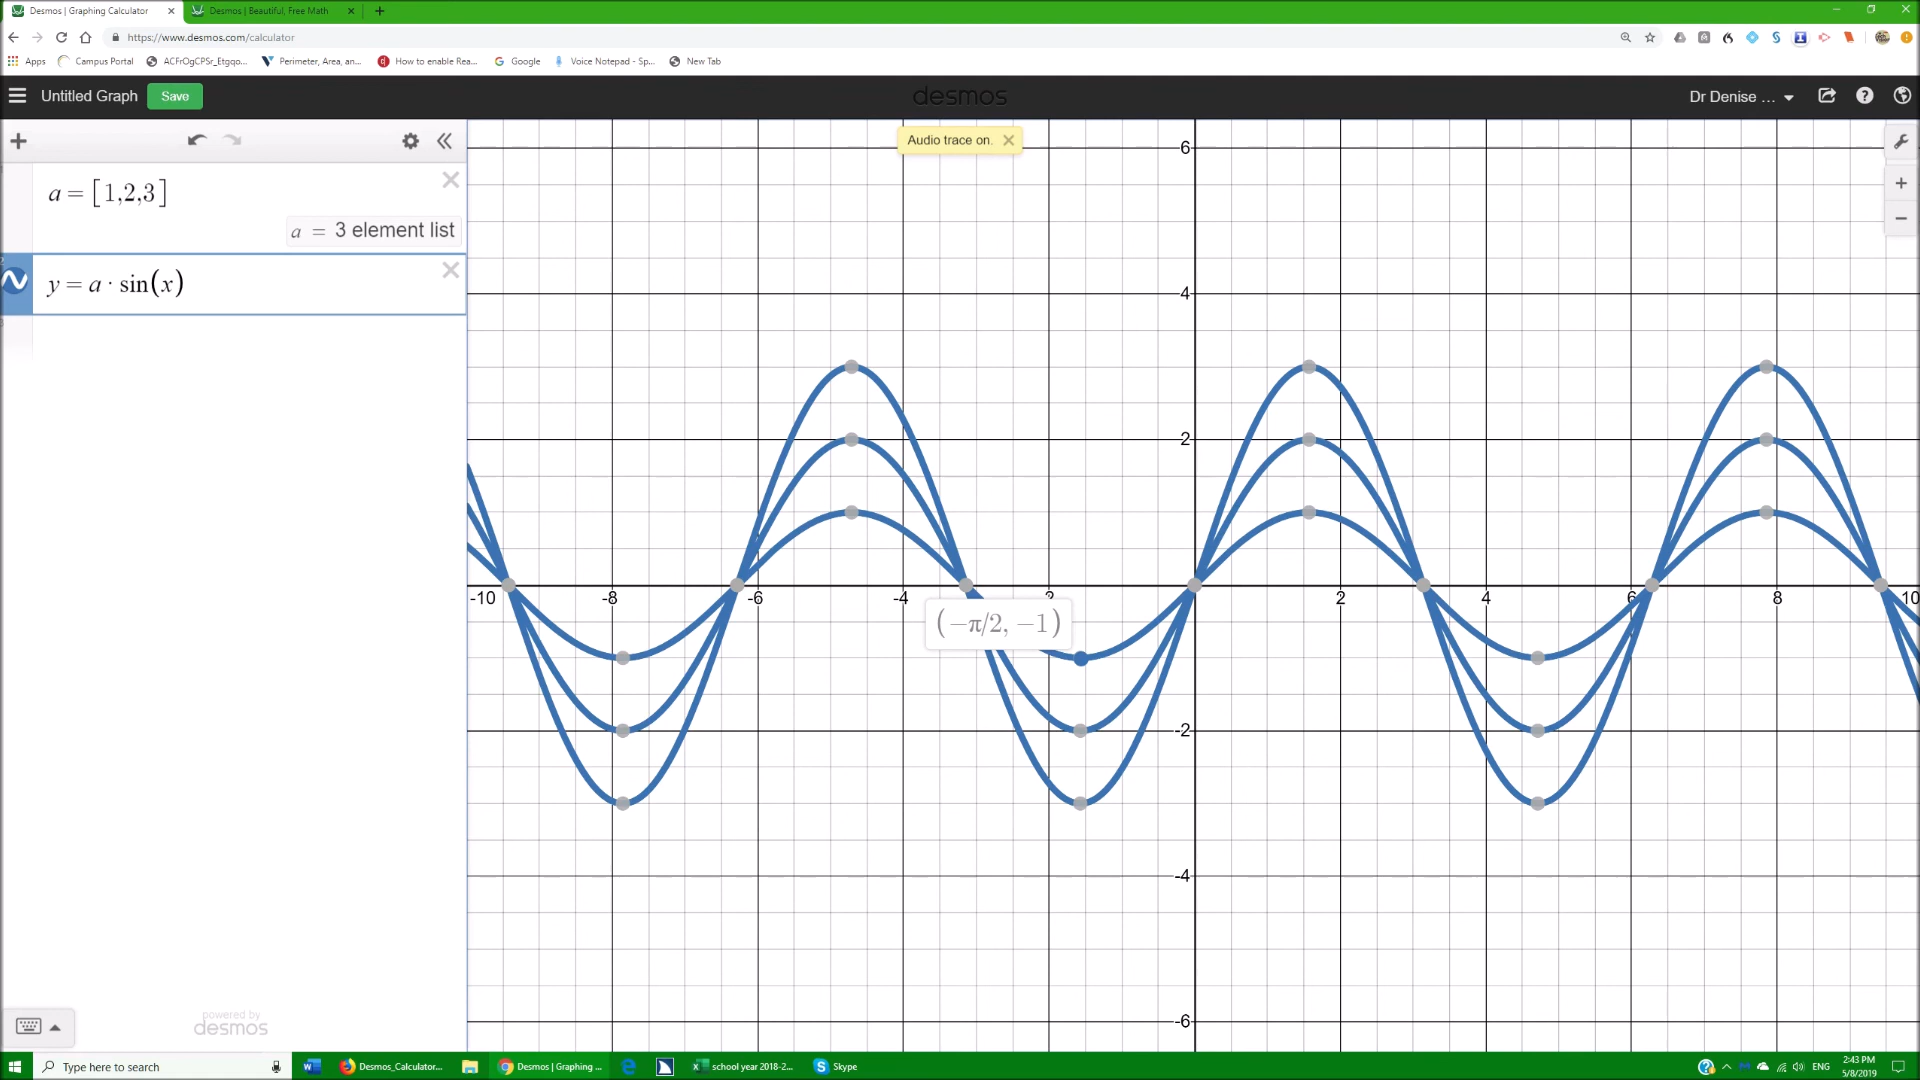 Desmos | Graphing Calculator
Desmos | Beautiful, Free Math
https://www.desmos.com/calculator
Apps
Campus Portal
ACFrOgCPSr_Etgqo...
Perimeter, Area, an...
How to enable Rea...
Google
Voice Notepad - Sp...
New Tab
Untitled Graph
Save
desmos
Dr Denise ...
Audio trace on.
a = [1,2,3]
a = 3 element list
y = a · sin(x)
6
4
2
-10 -8 -6 -4 2 2 4 6 8 10
(−π/2, −1)
-2
-4
-6
powered by
desmos
Type here to search
Desmos_Calculator...
Desmos | Graphing ...
school year 2018-2...
Skype
ENG
2:43 PM
5/8/2019